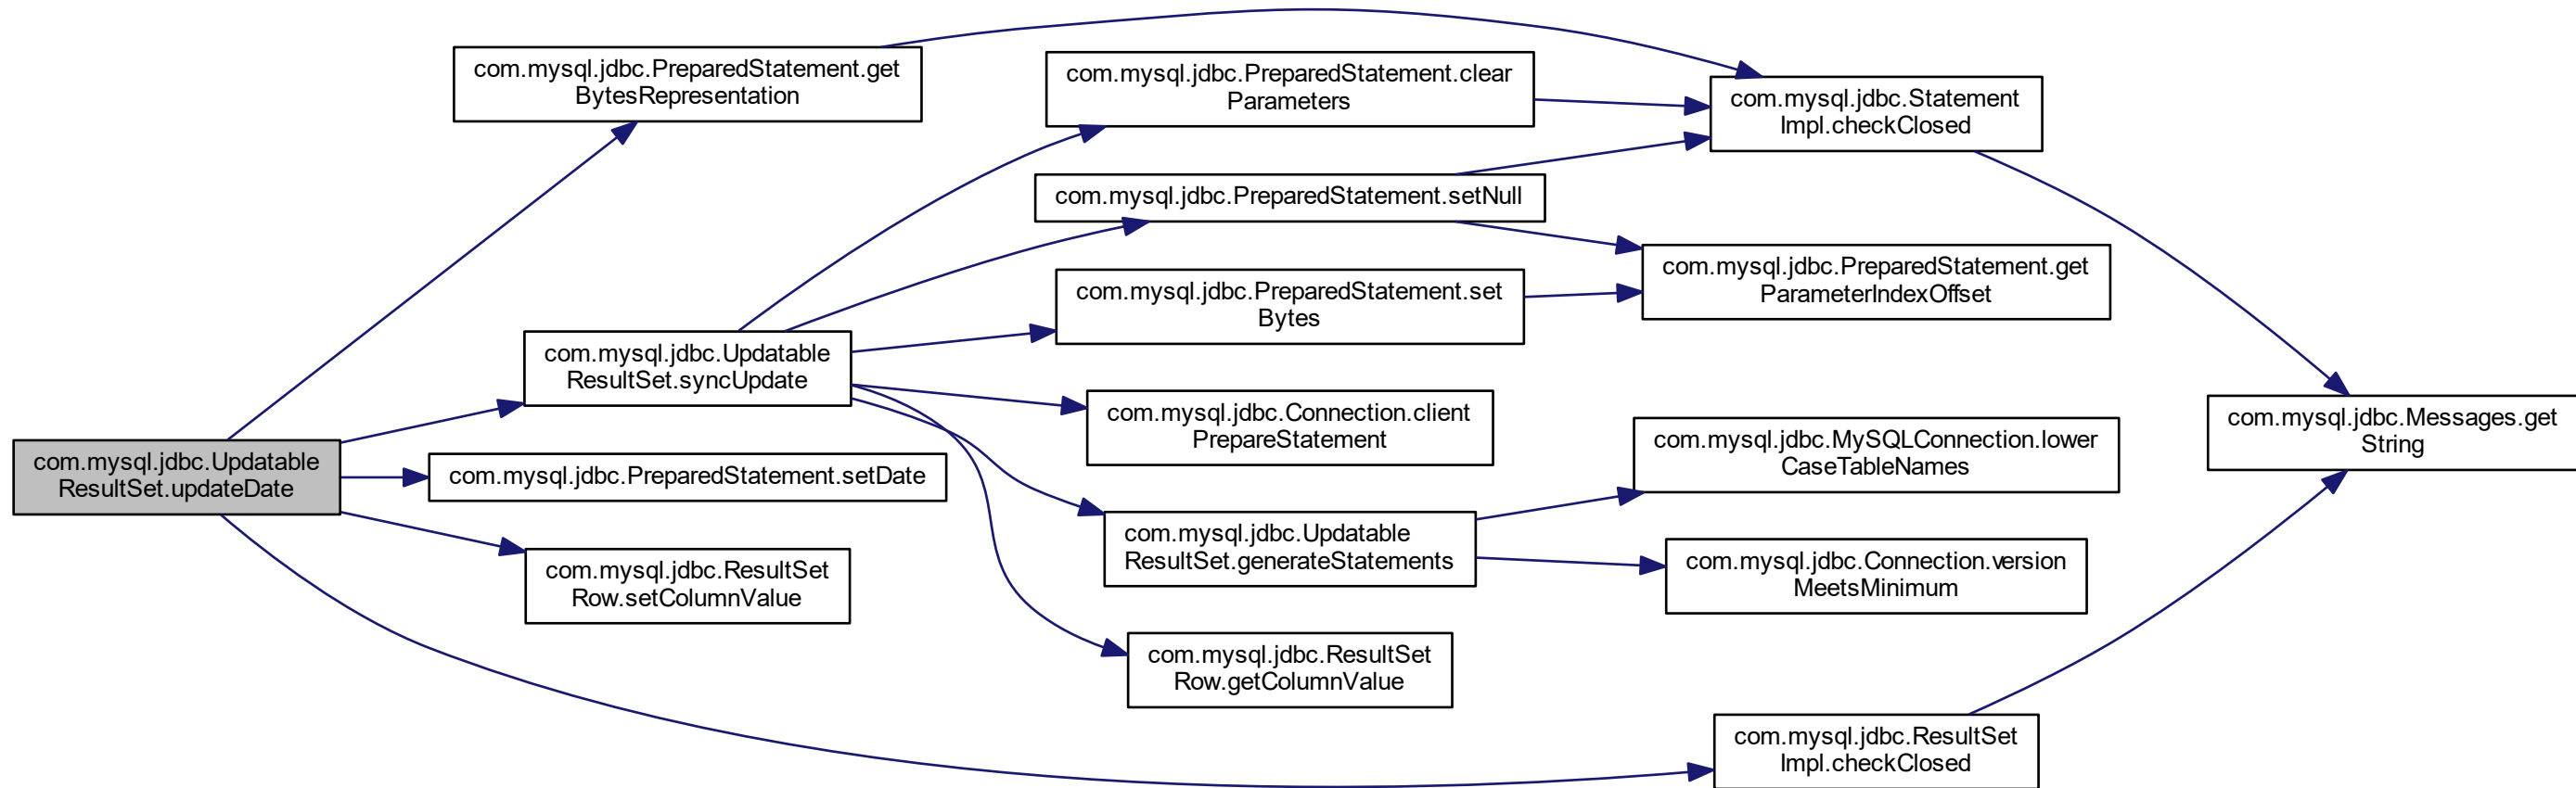 com.mysql.jdbc.Updatable
ResultSet.updateDate
com.mysql.jdbc.PreparedStatement.get
BytesRepresentation
com.mysql.jdbc.Updatable
ResultSet.syncUpdate
com.mysql.jdbc.PreparedStatement.setDate
com.mysql.jdbc.ResultSet
Row.setColumnValue
com.mysql.jdbc.PreparedStatement.clear
Parameters
com.mysql.jdbc.PreparedStatement.setNull
com.mysql.jdbc.PreparedStatement.set
Bytes
com.mysql.jdbc.Connection.client
PrepareStatement
com.mysql.jdbc.Updatable
ResultSet.generateStatements
com.mysql.jdbc.ResultSet
Row.getColumnValue
com.mysql.jdbc.Statement
Impl.checkClosed
com.mysql.jdbc.PreparedStatement.get
ParameterIndexOffset
com.mysql.jdbc.MySQLConnection.lower
CaseTableNames
com.mysql.jdbc.Connection.version
MeetsMinimum
com.mysql.jdbc.ResultSet
Impl.checkClosed
com.mysql.jdbc.Messages.get
String